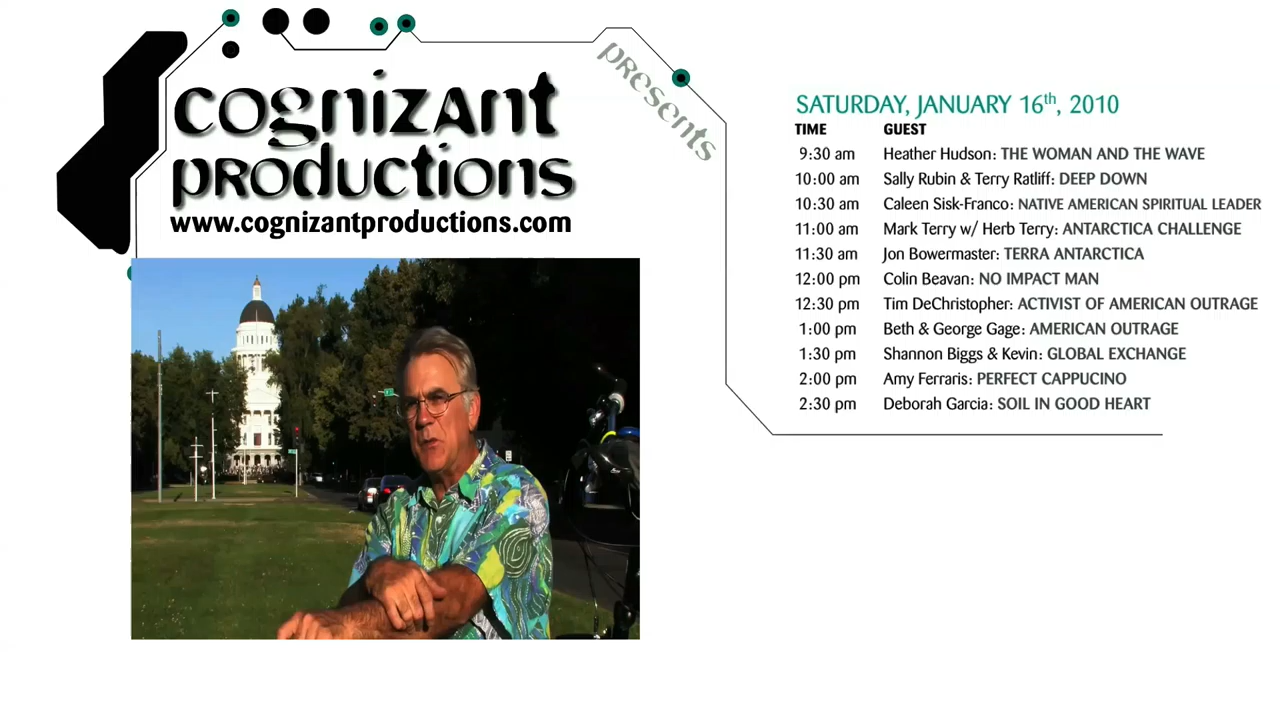 cognizant
productions
www.cognizantproductions.com
presents
SATURDAY, JANUARY 16th, 2010
TIME GUEST
9:30 am Heather Hudson: THE WOMAN AND THE WAVE
10:00 am Sally Rubin & Terry Ratliff: DEEP DOWN
10:30 am Caleen Sisk-Franco: NATIVE AMERICAN SPIRITUAL LEADER
11:00 am Mark Terry w/ Herb Terry: ANTARCTICA CHALLENGE
11:30 am Jon Bowermaster: TERRA ANTARCTICA
12:00 pm Colin Beavan: NO IMPACT MAN
12:30 pm Tim DeChristopher: ACTIVIST OF AMERICAN OUTRAGE
1:00 pm Beth & George Gage: AMERICAN OUTRAGE
1:30 pm Shannon Biggs & Kevin: GLOBAL EXCHANGE
2:00 pm Amy Ferraris: PERFECT CAPPUCINO
2:30 pm Deborah Garcia: SOIL IN GOOD HEART